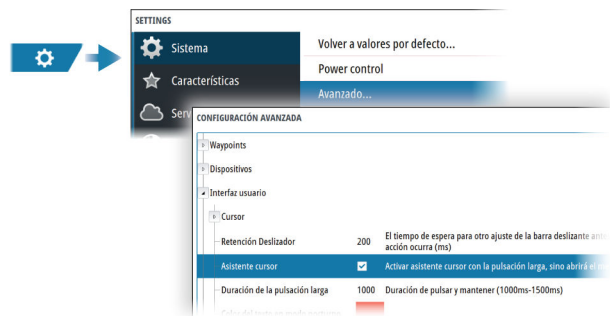 SETTINGS
Sistema
Volver a valores por defecto...
Power control
Características
Avanzado...
Serv
CONFIGURACIÓN AVANZADA
Waypoints
Dispositivos
Interfaz usuario
Cursor
Retención Deslizador 200 El tiempo de espera para otro ajuste de la barra deslizante ante
acción ocurra (ms)
Asistente cursor Activar asistente cursor con la pulsación larga, sino abrirá el
Duración de la pulsación larga 1000 Duración de pulsar y mantener (1000ms-1500ms)